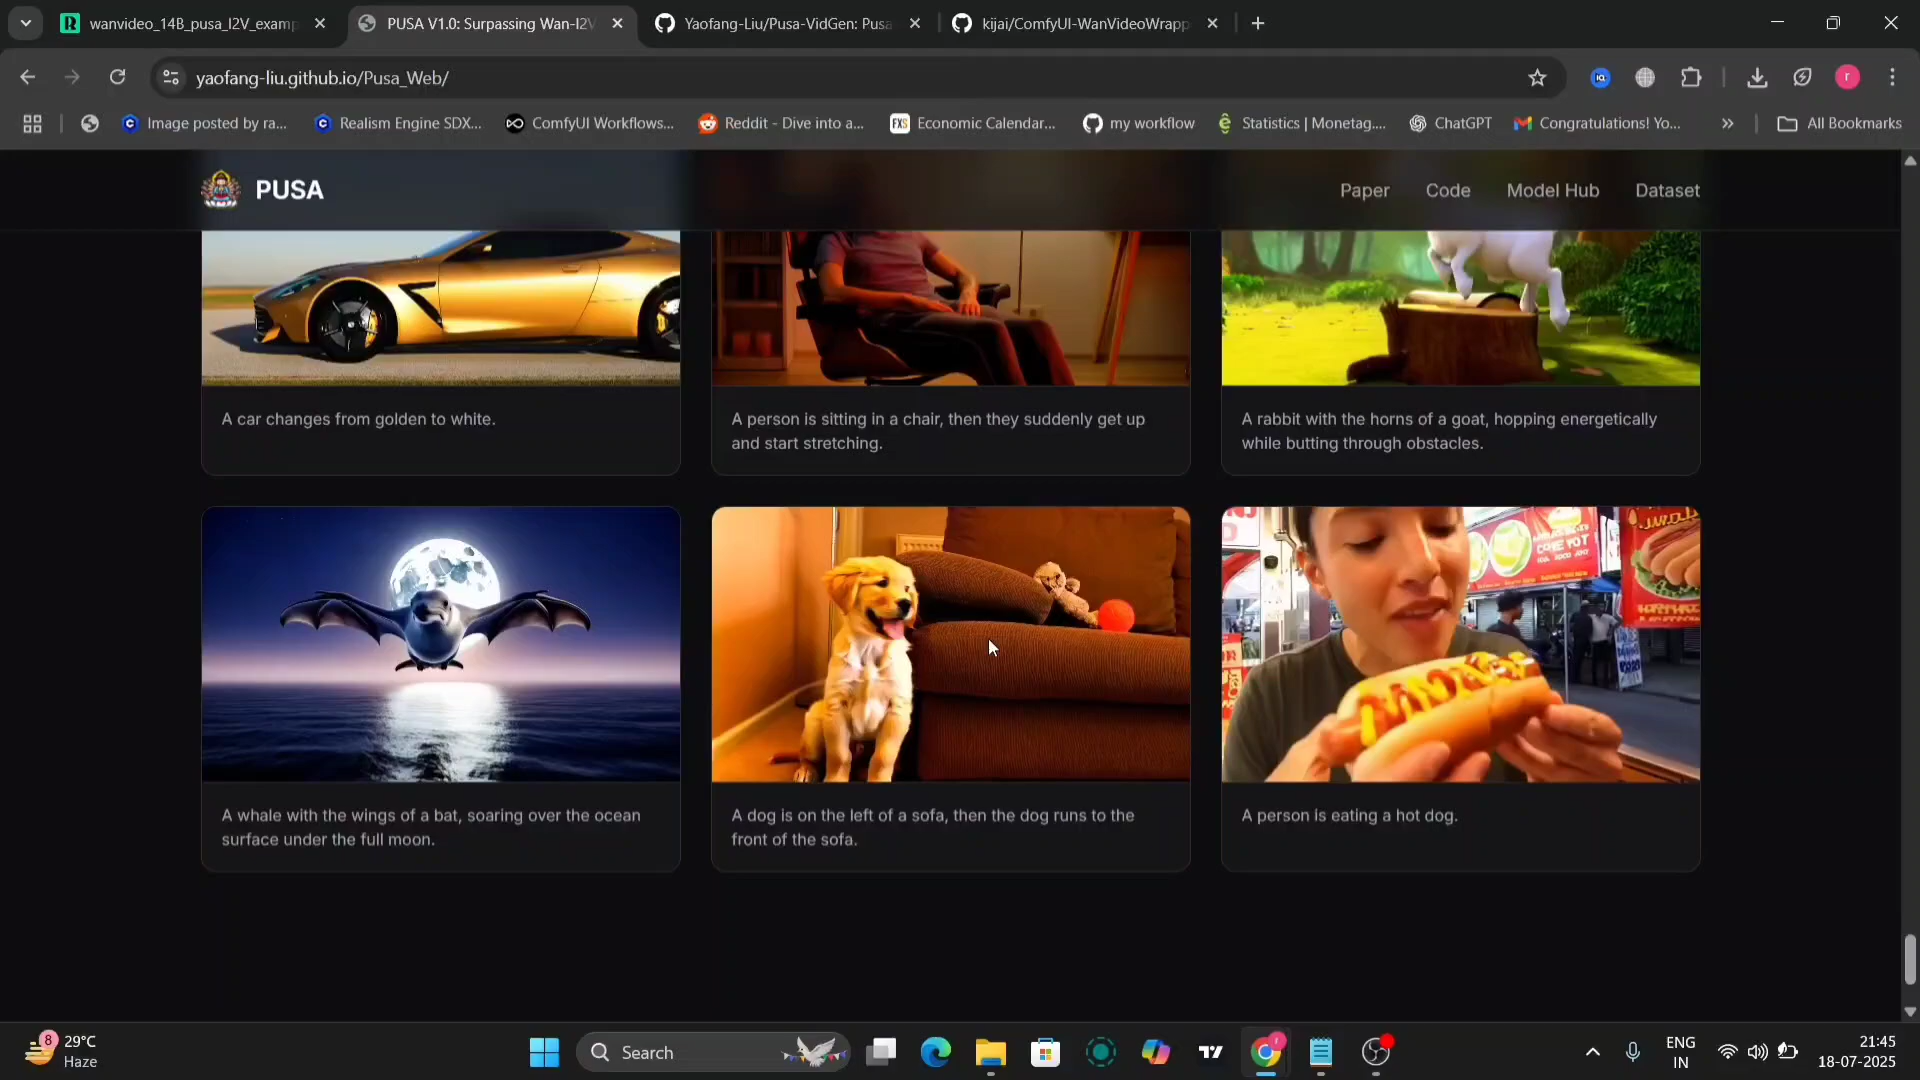 wanvideo_14B_pusa_I2V_examp
PUSA V1.0: Surpassing Wan-I2V
Yaofang-Liu/Pusa-VidGen: Pusa
kijai/ComfyUI-WanVideoWrapp
yaofang-liu.github.io/Pusa_Web/
Image posted by ra...
Realism Engine SDX...
ComfyUI Workflows...
Reddit - Dive into a...
Economic Calendar...
my workflow
Statistics | Monetag....
ChatGPT
Congratulations! Yo...
All Bookmarks
PUSA
Paper
Code
Model Hub
Dataset
A car changes from golden to white.
A person is sitting in a chair, then they suddenly get up
and start stretching.
A rabbit with the horns of a goat, hopping energetically
while butting through obstacles.
A whale with the wings of a bat, soaring over the ocean
surface under the full moon.
A dog is on the left of a sofa, then the dog runs to the
front of the sofa.
A person is eating a hot dog.
8
29°C
Haze
Search
ENG
IN
21:45
18-07-2025